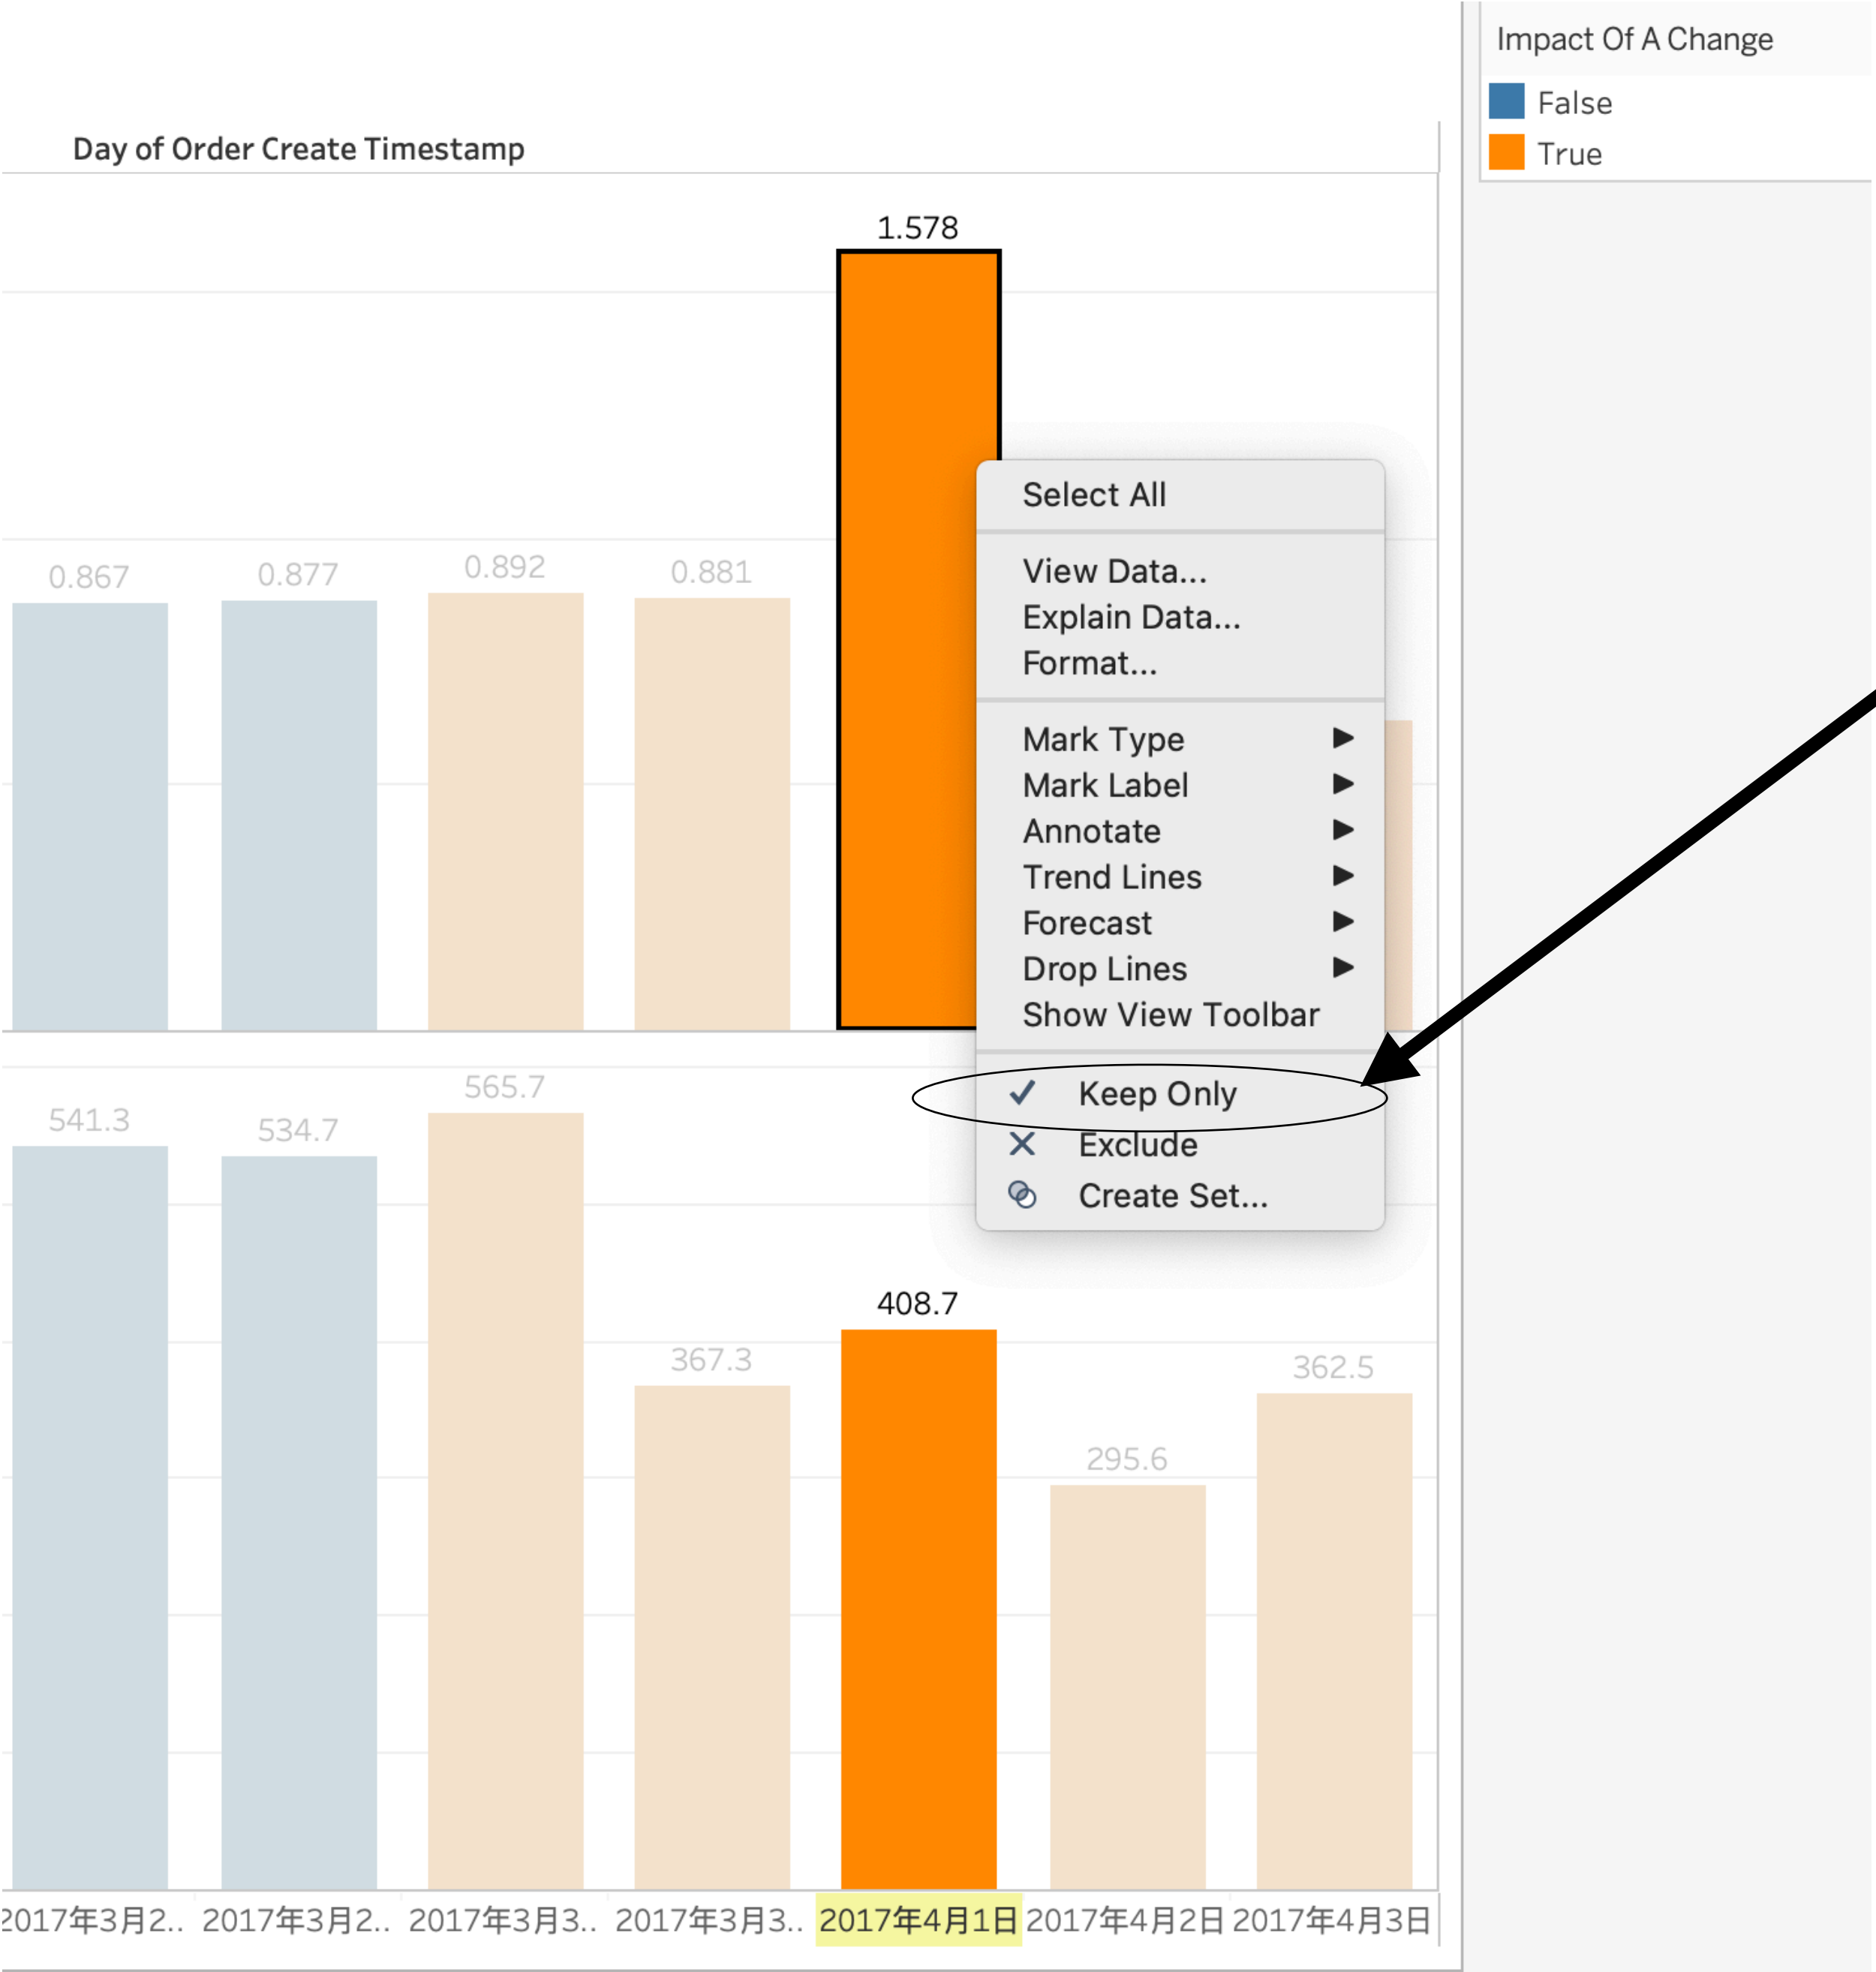 Impact Of A Change
False
True
Day of Order Create Timestamp
1.578
0.867
0.877
0.892
0.881
Select All
View Data...
Explain Data...
Format...
Mark Type
Mark Label
Annotate
Trend Lines
Forecast
Drop Lines
Show View Toolbar
Keep Only
Exclude
Create Set...
541.3
534.7
565.7
367.3
408.7
295.6
362.5
2017年3月2.. 2017年3月2.. 2017年3月3.. 2017年3月3.. 2017年4月1日 2017年4月2日 2017年4月3日